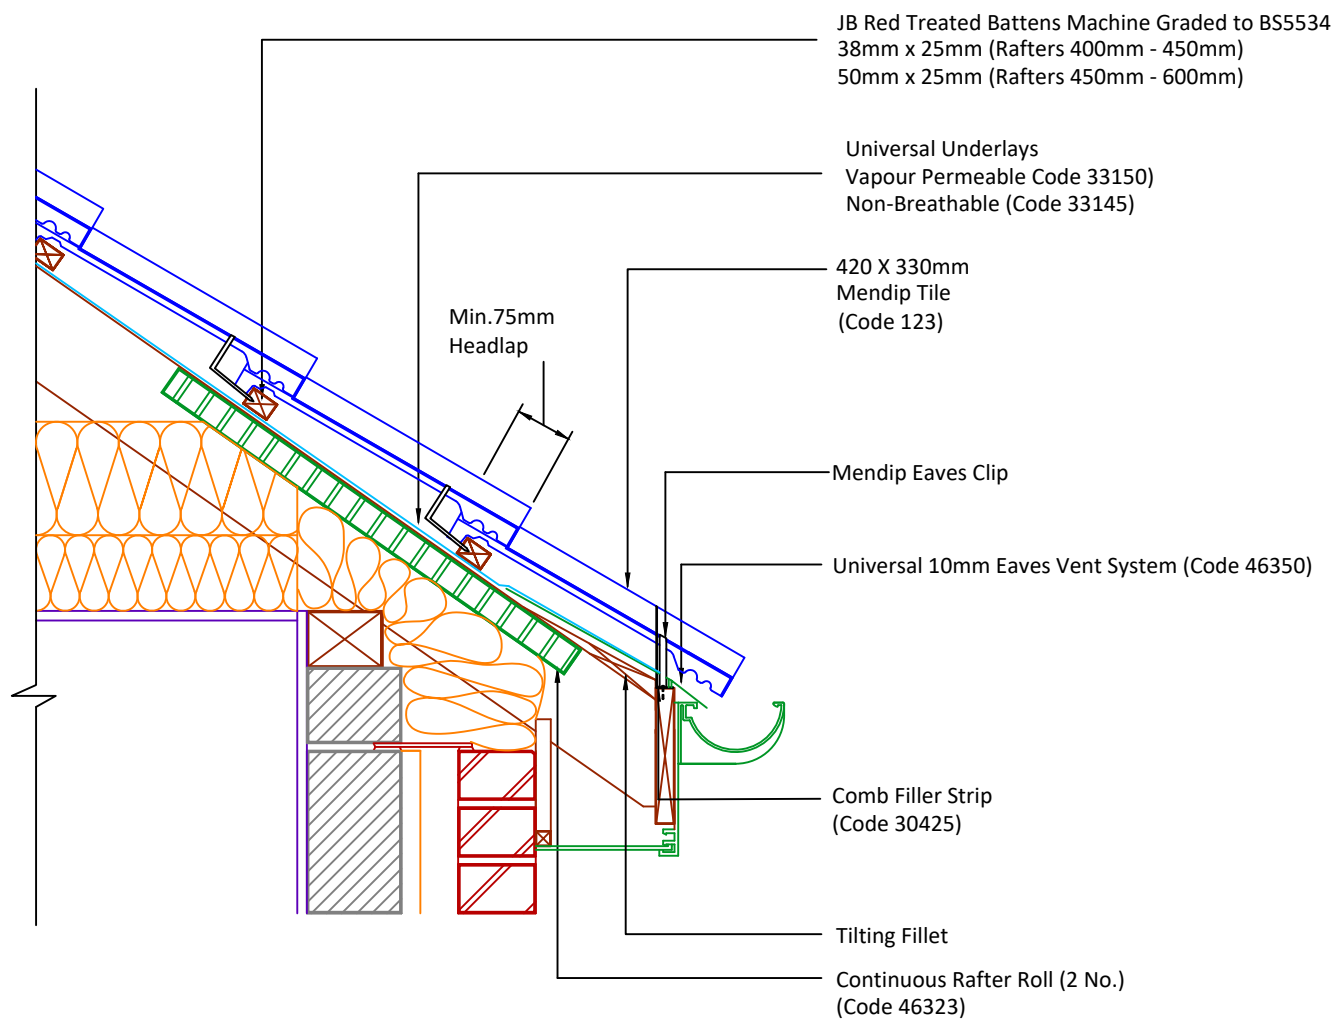 JB Red Treated Battens Machine Graded to BS5534
38mm x 25mm (Rafters 400mm - 450mm)
50mm x 25mm (Rafters 450mm - 600mm)
Universal Underlays
Vapour Permeable Code 33150)
Non-Breathable (Code 33145)
420 X 330mm
Mendip Tile
(Code 123)
Min.75mm
Headlap
Mendip Eaves Clip
Universal 10mm Eaves Vent System (Code 46350)
Comb Filler Strip
(Code 30425)
Tilting Fillet
Continuous Rafter Roll (2 No.)
(Code 46323)